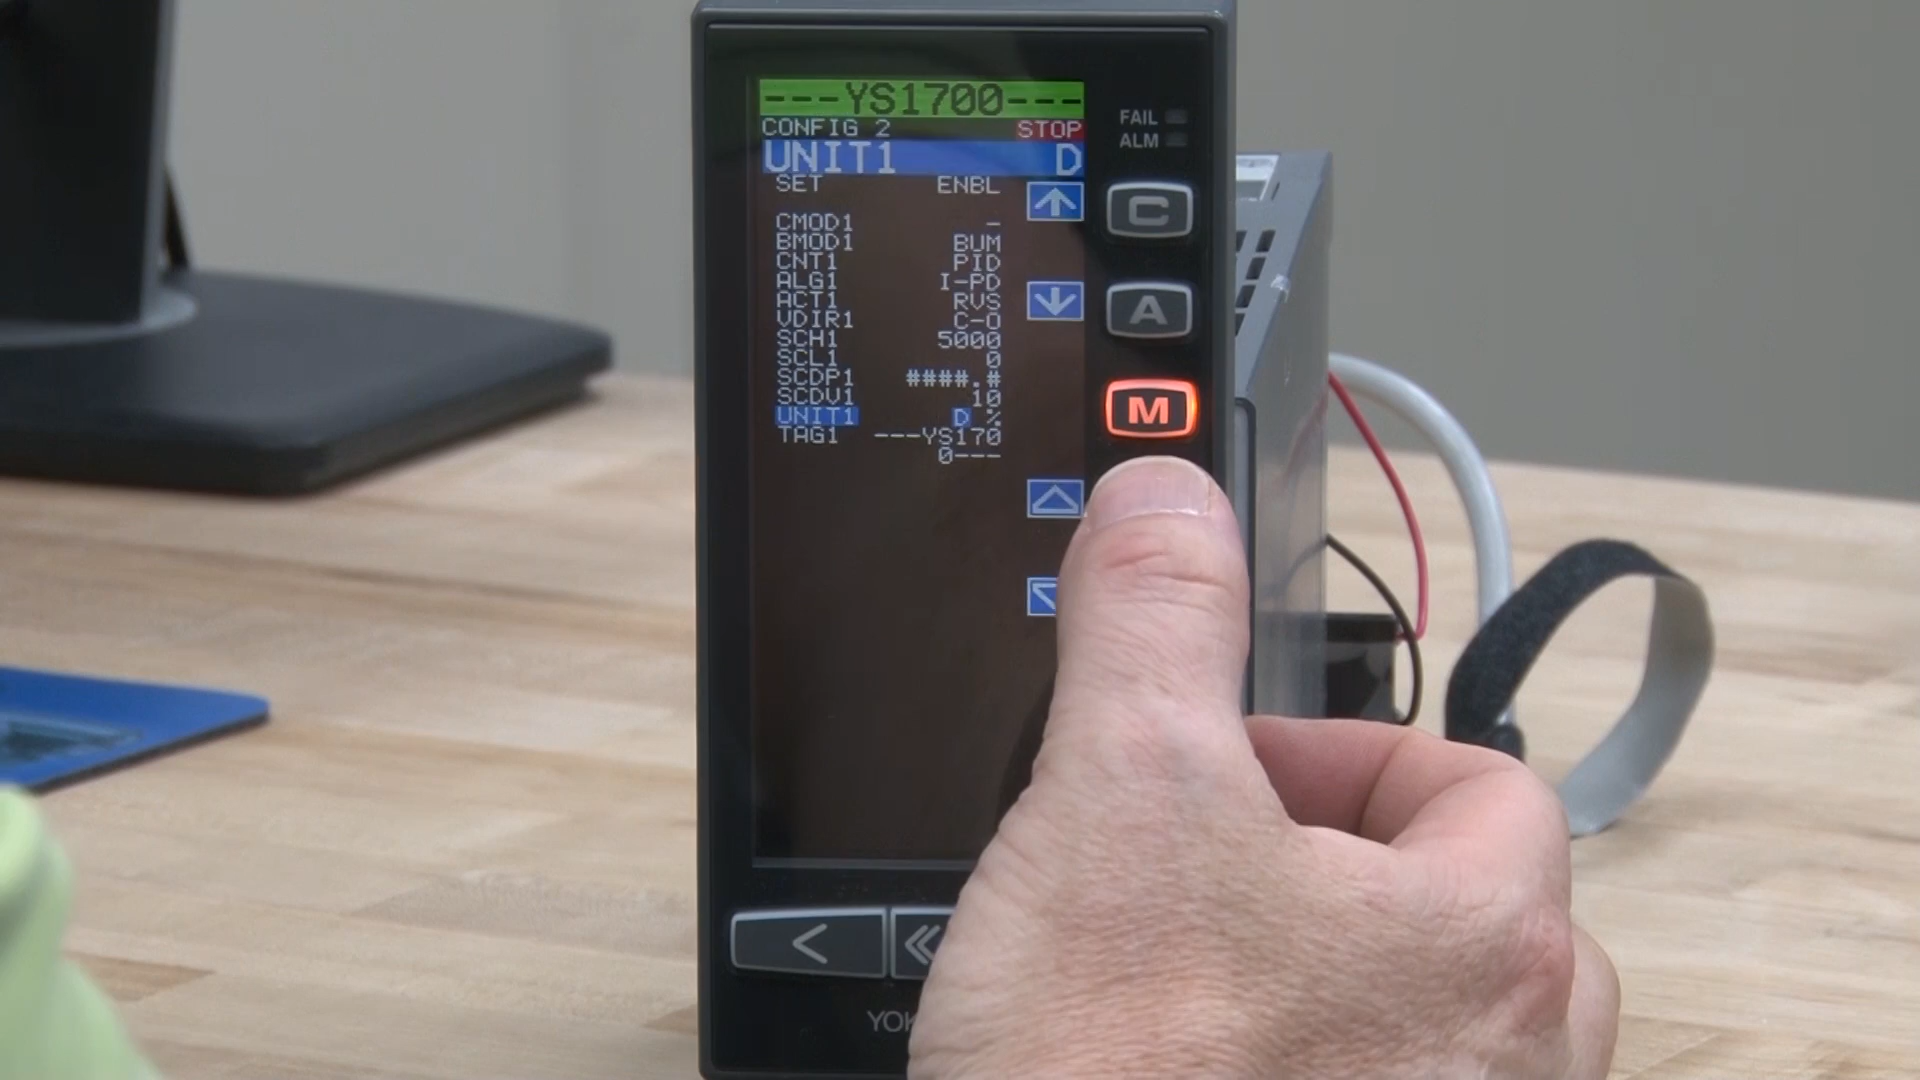 ---YS1700---
CONFIG 2 STOP
UNIT1 D
SET ENBL
CMOD1 -
BMOD1 BUM
CNT1 PID
ALG1 I-PD
ACT1 RVS
VDIR1 C-O
SCH1 5000
SCL1 0
SCDP1 ####.#
SCDV1 10
UNIT1 D %
TAG1 ---YS170
0---
FAIL
ALM
C
A
M